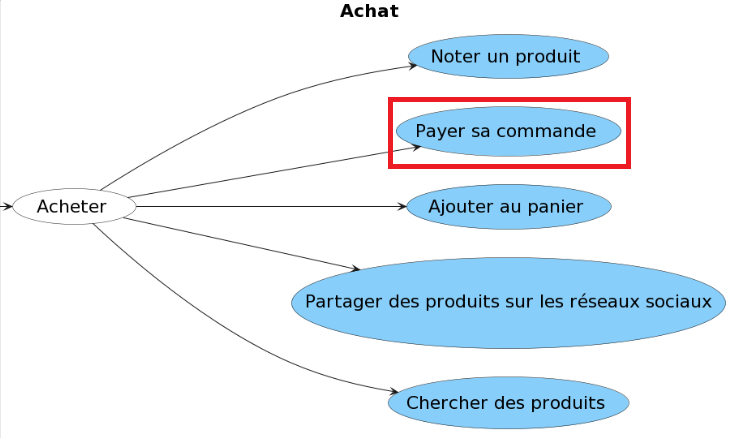 Achat
Noter un produit
Payer sa commande
Acheter
Ajouter au panier
Partager des produits sur les réseaux sociaux
Chercher des produits